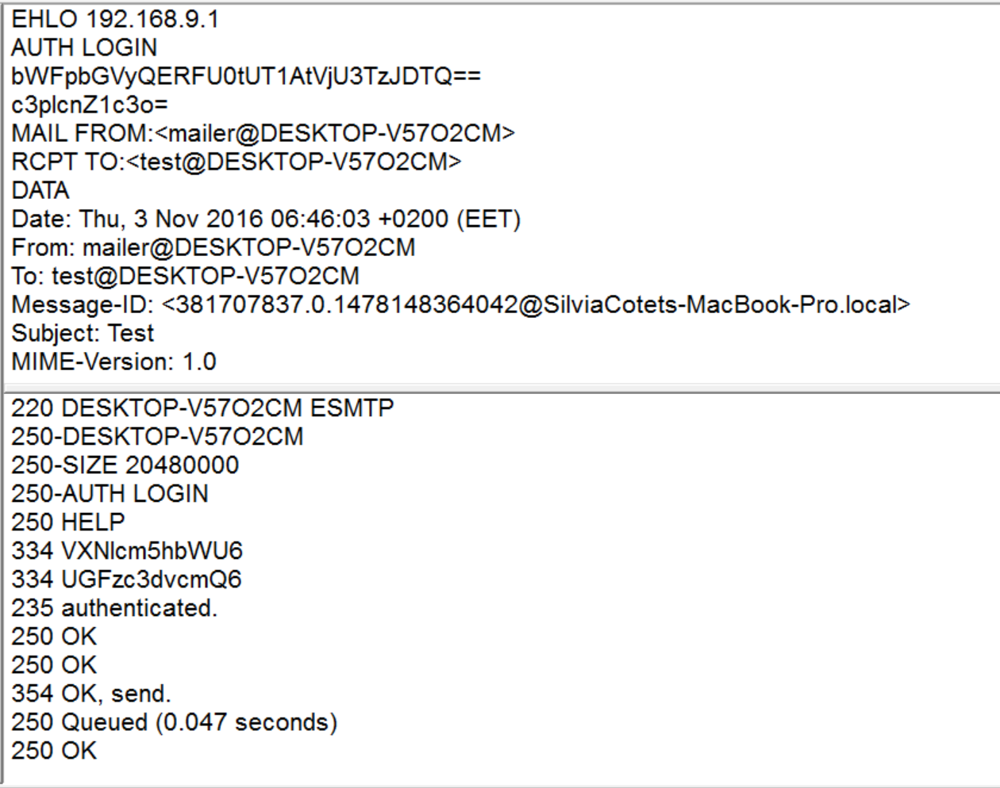 EHLO 192.168.9.1
AUTH LOGIN
bWFpbGVyQERFU0tUT1AtVjU3TzJDTQ==
c3plcnZ1c3o=
MAIL FROM:<mailer@DESKTOP-V57O2CM>
RCPT TO:<test@DESKTOP-V57O2CM>
DATA
Date: Thu, 3 Nov 2016 06:46:03 +0200 (EET)
From: mailer@DESKTOP-V57O2CM
To: test@DESKTOP-V57O2CM
Message-ID: <381707837.0.1478148364042@SilviaCotets-MacBook-Pro.local>
Subject: Test
MIME-Version: 1.0
220 DESKTOP-V57O2CM ESMTP
250-DESKTOP-V57O2CM
250-SIZE 20480000
250-AUTH LOGIN
250 HELP
334 VXNlcm5hbWU6
334 UGFzc3dvcmQ6
235 authenticated.
250 OK
250 OK
354 OK, send.
250 Queued (0.047 seconds)
250 OK